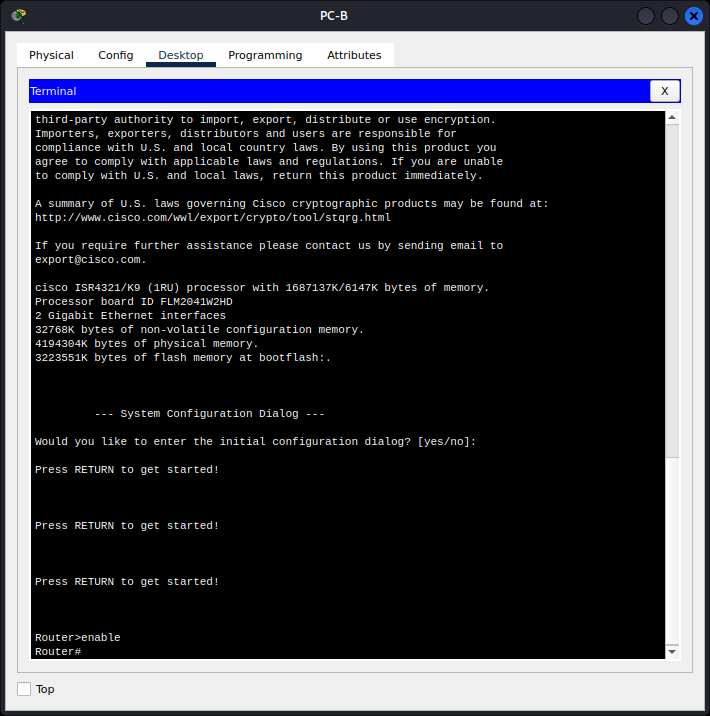 PC-B
Physical Config Desktop Programming Attributes
Terminal X
third-party authority to import, export, distribute or use encryption.
Importers, exporters, distributors and users are responsible for
compliance with U.S. and local country laws. By using this product you
agree to comply with applicable laws and regulations. If you are unable
to comply with U.S. and local laws, return this product immediately.
A summary of U.S. laws governing Cisco cryptographic products may be found at:
http://www.cisco.com/wwl/export/crypto/tool/stqrg.html
If you require further assistance please contact us by sending email to
export@cisco.com.
cisco ISR4321/K9 (1RU) processor with 1687137K/6147K bytes of memory.
Processor board ID FLM2041W2HD
2 Gigabit Ethernet interfaces
32768K bytes of non-volatile configuration memory.
4194304K bytes of physical memory.
3223551K bytes of flash memory at bootflash:.
--- System Configuration Dialog ---
Would you like to enter the initial configuration dialog? [yes/no]:
Press RETURN to get started!
Press RETURN to get started!
Press RETURN to get started!
Router>enable
Router#
Top